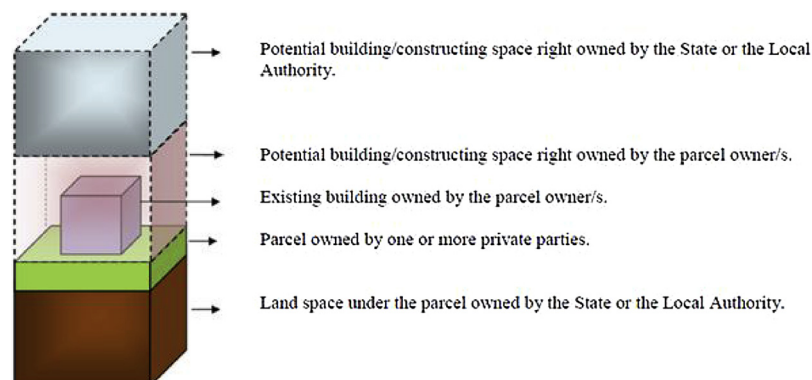 Potential building/constructing space right owned by the State or the Local
Authority.
Potential building/constructing space right owned by the parcel owner/s.
Existing building owned by the parcel owner/s.
Parcel owned by one or more private parties.
Land space under the parcel owned by the State or the Local Authority.